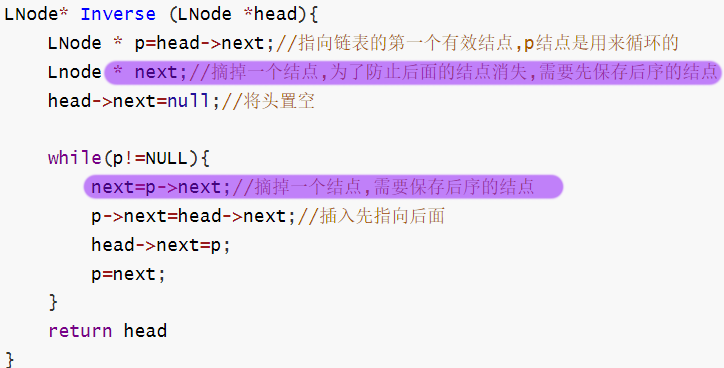 LNode* Inverse (LNode *head){
    LNode * p=head->next;//指向链表的第一个有效结点,p结点是用来循环的
    Lnode * next;//摘掉一个结点,为了防止后面的结点消失,需要先保存后序的结点
    head->next=null;//将头置空
    while(p!=NULL){
        next=p->next;//摘掉一个结点,需要保存后序的结点
        p->next=head->next;//插入先指向后面
        head->next=p;
        p=next;
    }
    return head
}